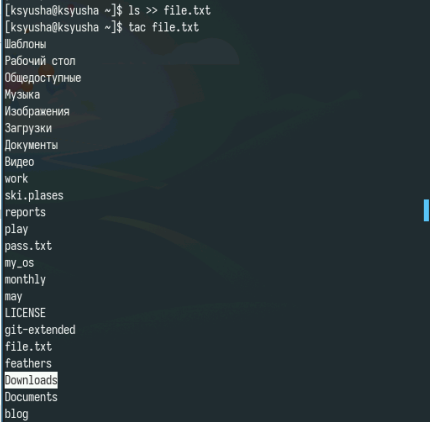 [ksyusha@ksyusha ~]$ ls >> file.txt
[ksyusha@ksyusha ~]$ tac file.txt
Шаблоны
Рабочий стол
Общедоступные
Музыка
Изображения
Загрузки
Документы
Видео
work
ski.plases
reports
play
pass.txt
my_os
monthly
may
LICENSE
git-extended
file.txt
feathers
Downloads
Documents
blog